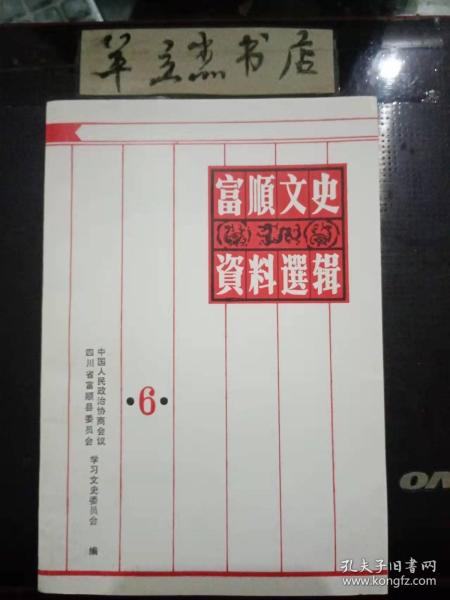 羊立杰书店
富順文史
資料選辑
·6·
中国人民政治协商会议
四川省富顺县委员会
学习文史委员会
编
孔夫子旧书网
www.kongfz.com